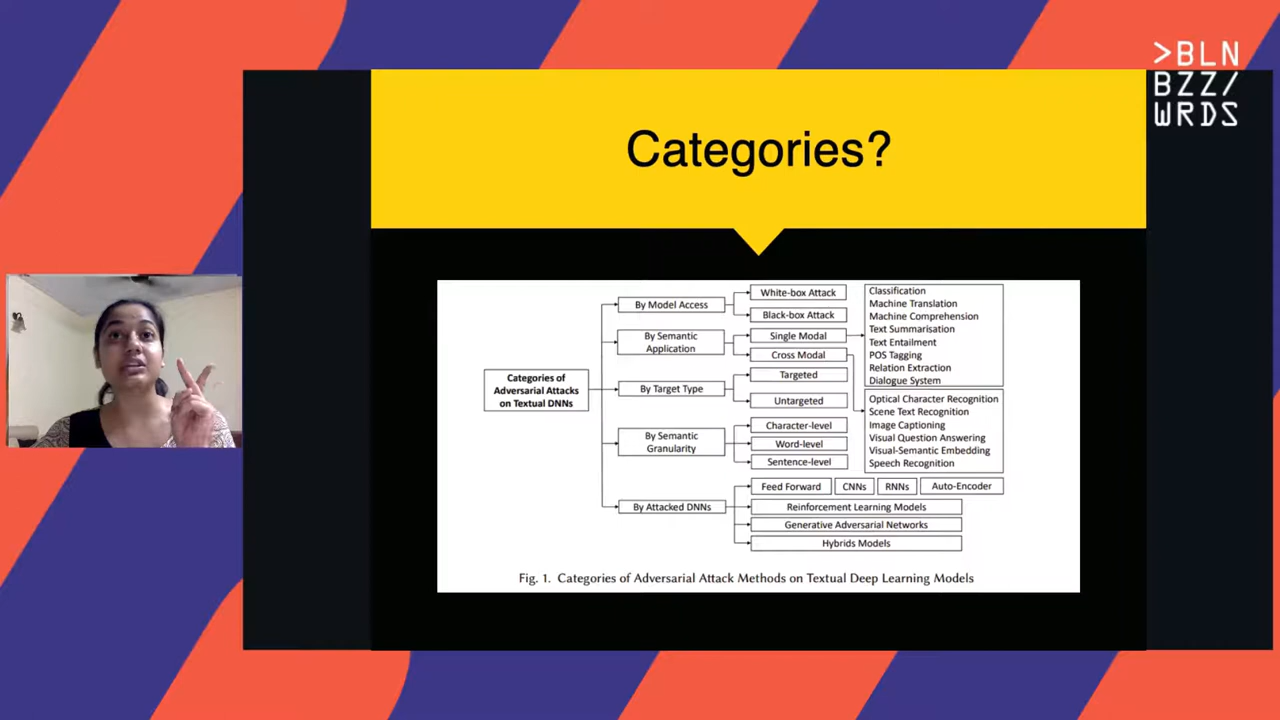 >BLN
BZZ/
WRDS
Categories?
Categories of
Adversarial Attacks
on Textual DNNs
By Model Access
White-box Attack
Black-box Attack
By Semantic
Application
Single Modal
Cross Modal
Classification
Machine Translation
Machine Comprehension
Text Summarisation
Text Entailment
POS Tagging
Relation Extraction
Dialogue System
Optical Character Recognition
Scene Text Recognition
Image Captioning
Visual Question Answering
Visual-Semantic Embedding
Speech Recognition
By Target Type
Targeted
Untargeted
By Semantic
Granularity
Character-level
Word-level
Sentence-level
By Attacked DNNs
Feed Forward CNNs RNNs Auto-Encoder
Reinforcement Learning Models
Generative Adversarial Networks
Hybrids Models
Fig. 1. Categories of Adversarial Attack Methods on Textual Deep Learning Models